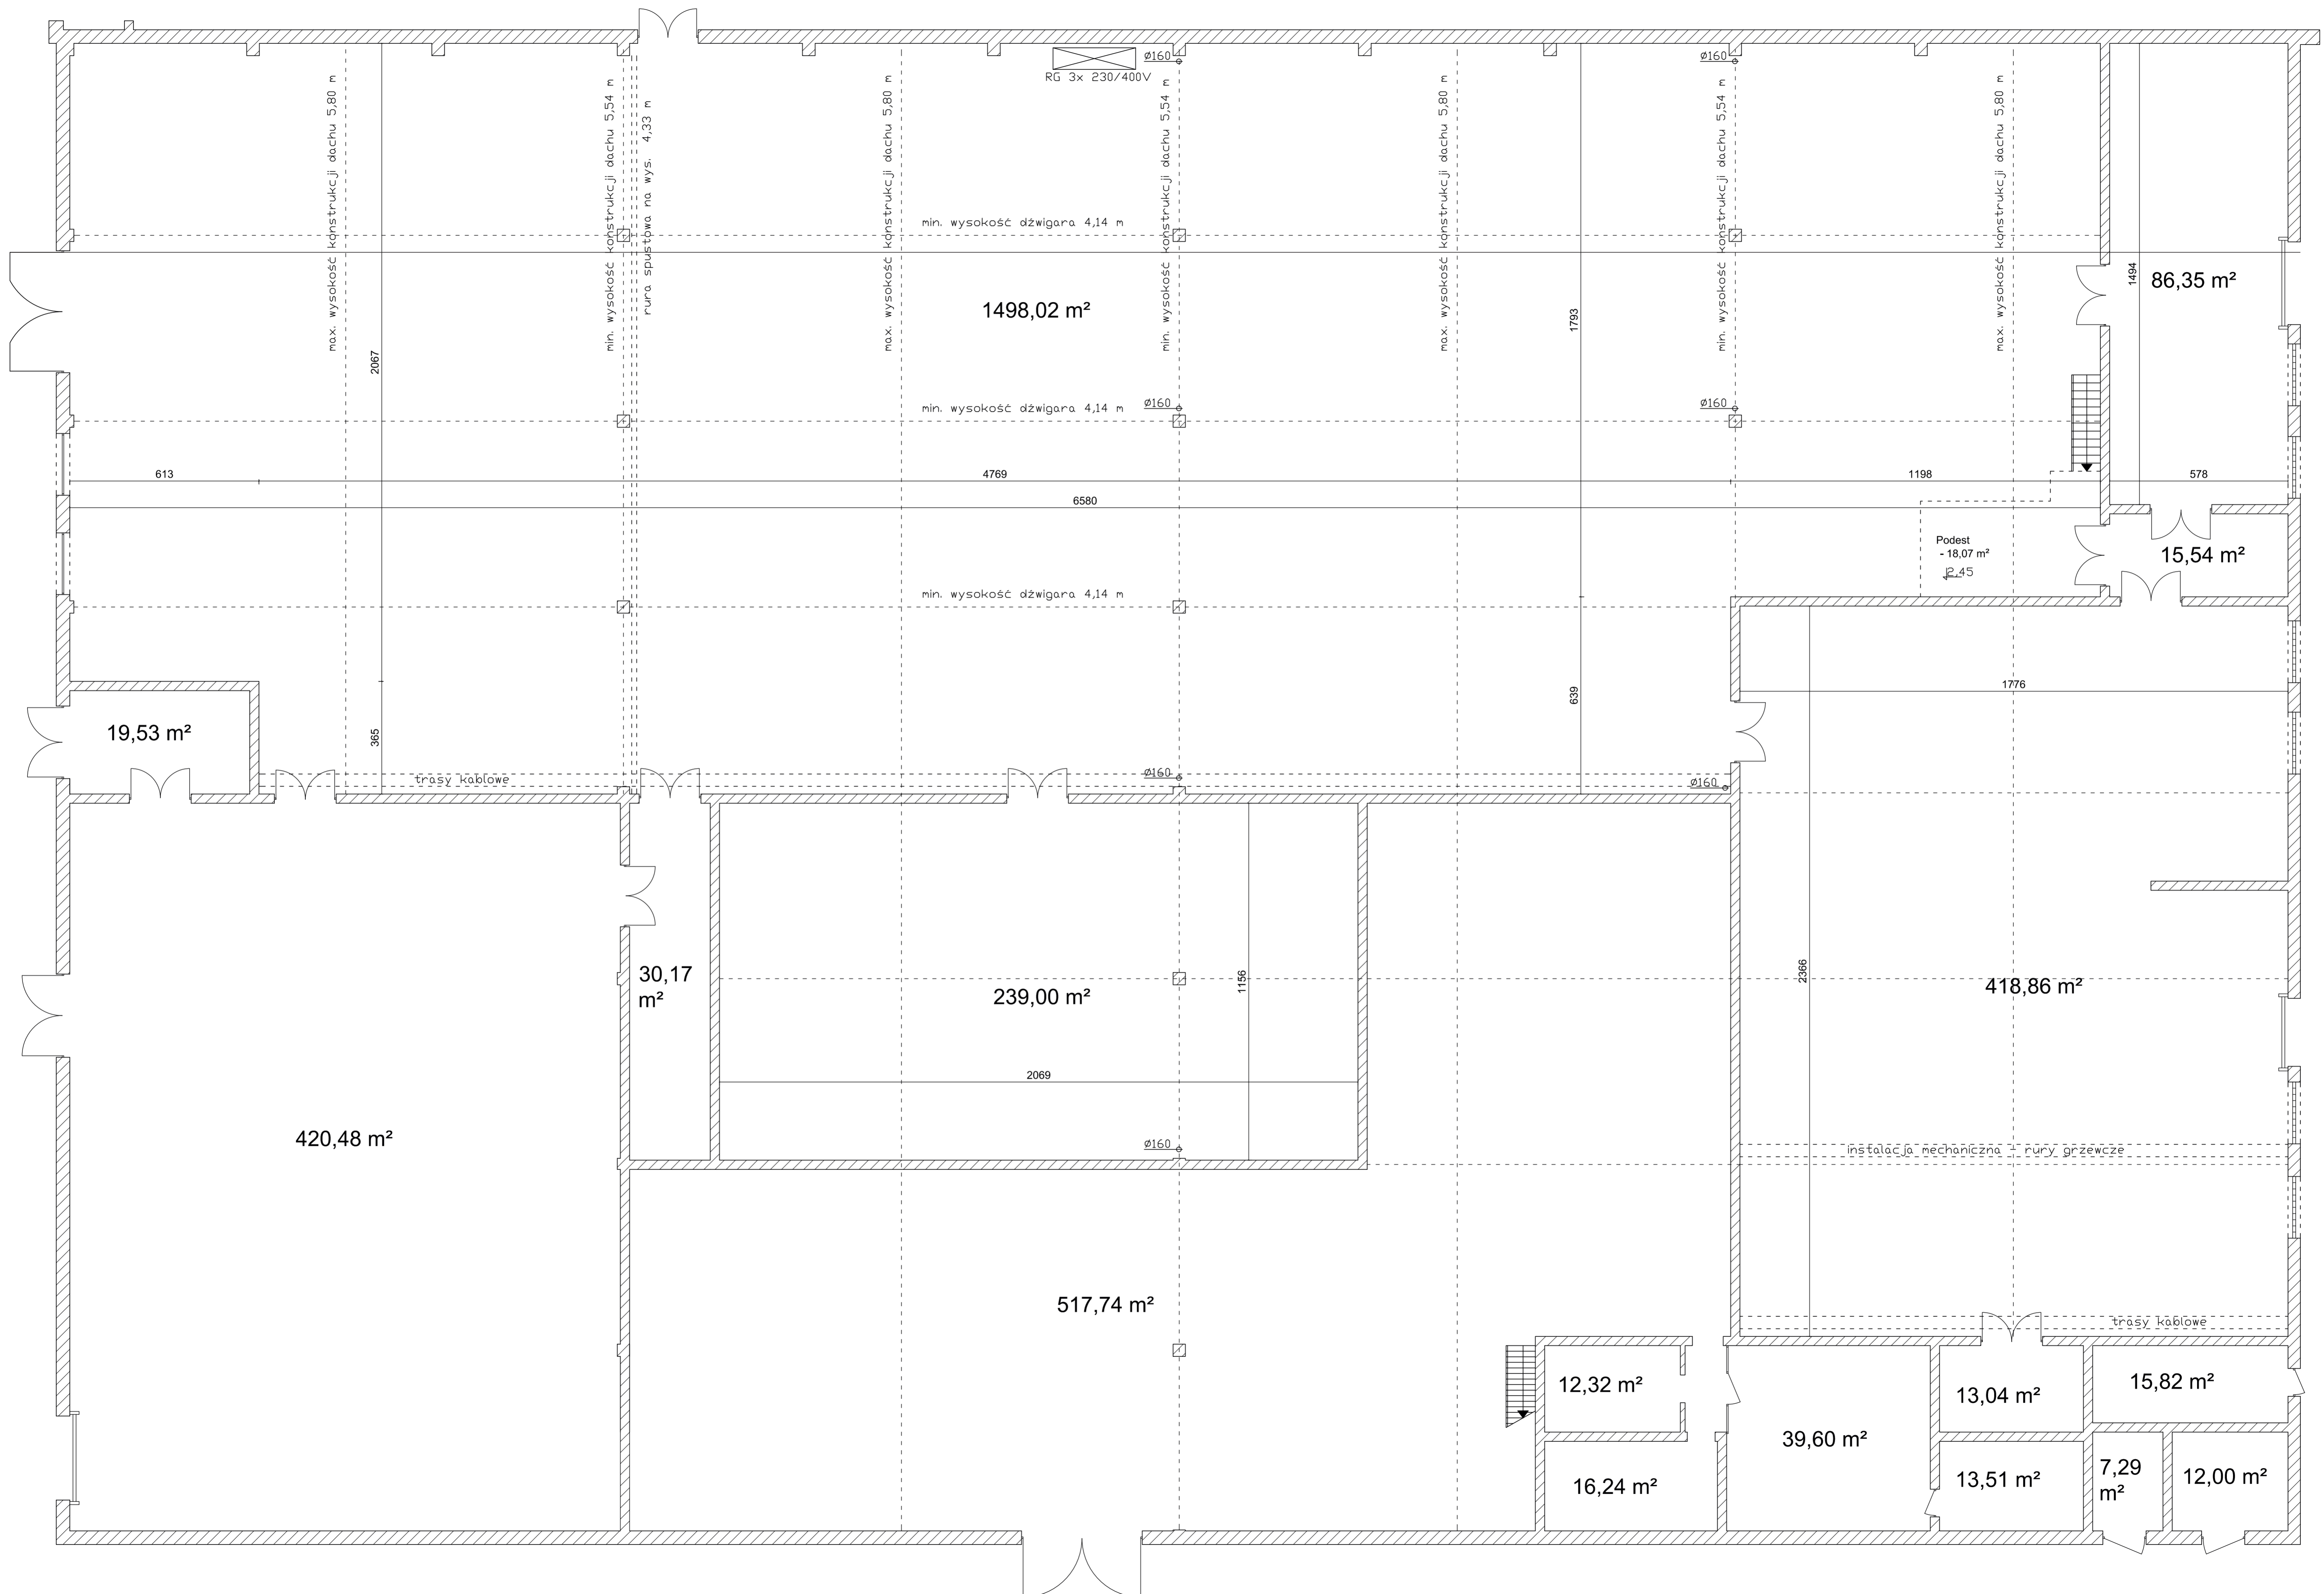 Ø160
Ø160
RG 3x 230/400V
max. wysokość konstrukcji dachu 5,80 m
min. wysokość konstrukcji dachu 5,54 m
rura spustowa na wys. 4,33 m
max. wysokość konstrukcji dachu 5,80 m
min. wysokość konstrukcji dachu 5,54 m
max. wysokość konstrukcji dachu 5,80 m
min. wysokość konstrukcji dachu 5,54 m
max. wysokość konstrukcji dachu 5,80 m
min. wysokość dźwigara 4,14 m
1494
86,35 m²
1498,02 m²
1793
2067
min. wysokość dźwigara 4,14 m
Ø160
Ø160
613
4769
1198
578
6580
Podest
- 18,07 m²
2,45
15,54 m²
min. wysokość dźwigara 4,14 m
1776
639
19,53 m²
365
trasy kablowe
Ø160
Ø160
30,17
m²
239,00 m²
1156
2366
418,86 m²
2069
420,48 m²
Ø160
instalacja mechaniczna - rury grzewcze
517,74 m²
trasy kablowe
12,32 m²
13,04 m²
15,82 m²
39,60 m²
16,24 m²
13,51 m²
7,29
m²
12,00 m²